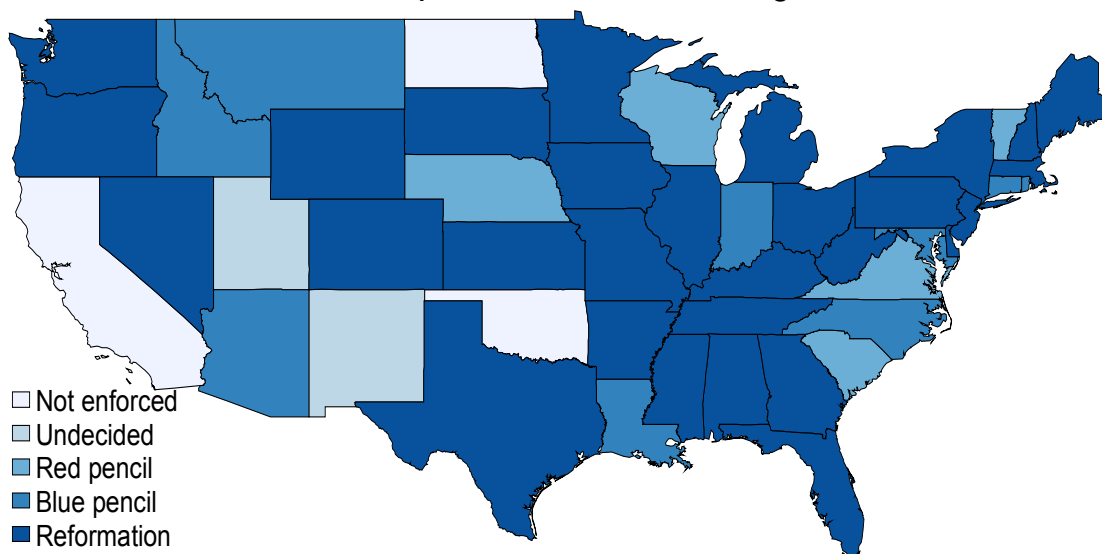 Not enforced
Undecided
Red pencil
Blue pencil
Reformation